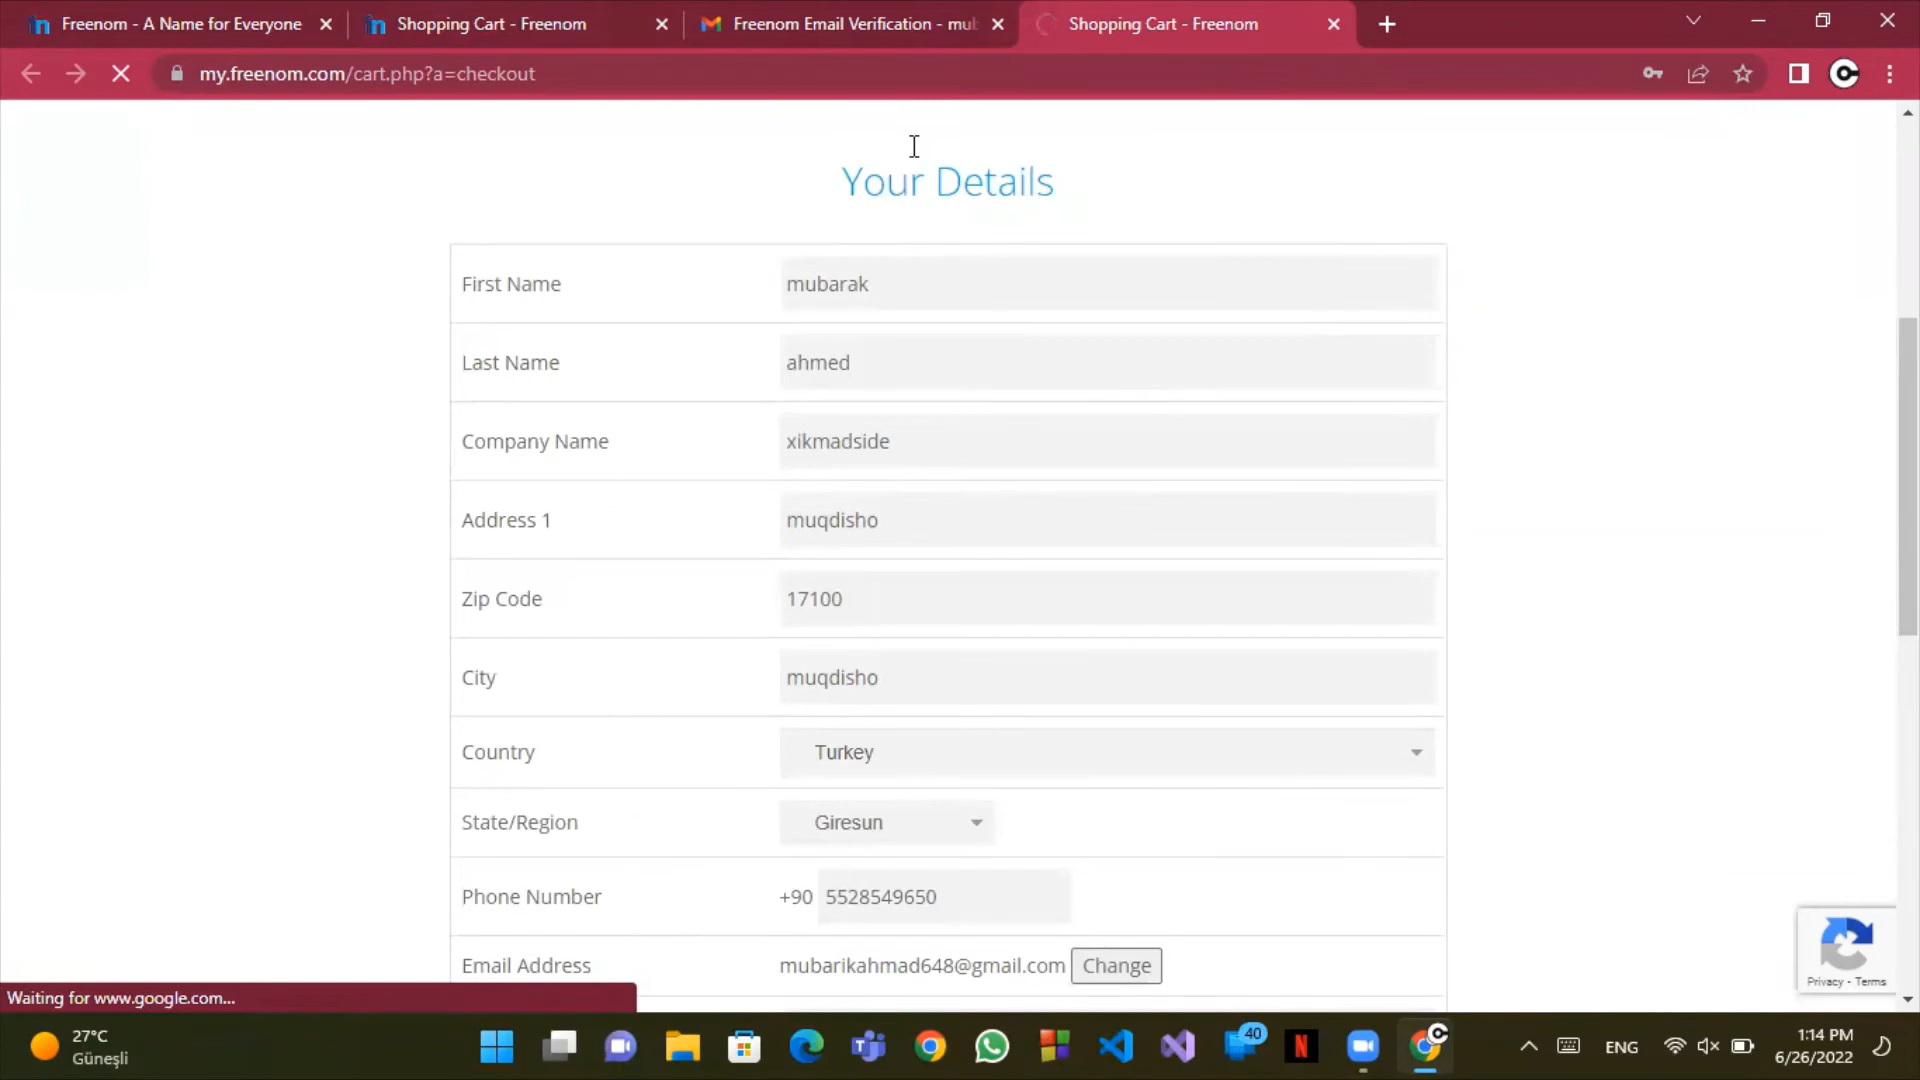 Freenom - A Name for Everyone
Shopping Cart - Freenom
Freenom Email Verification - mub
Shopping Cart - Freenom
my.freenom.com/cart.php?a=checkout
Your Details
First Name
mubarak
Last Name
ahmed
Company Name
xikmadside
Address 1
muqdisho
Zip Code
17100
City
muqdisho
Country
Turkey
State/Region
Giresun
Phone Number
+90 5528549650
Email Address
mubarikahmad648@gmail.com Change
Privacy - Terms
Waiting for www.google.com...
27°C
Güneşli
40
ENG
1:14 PM
6/26/2022